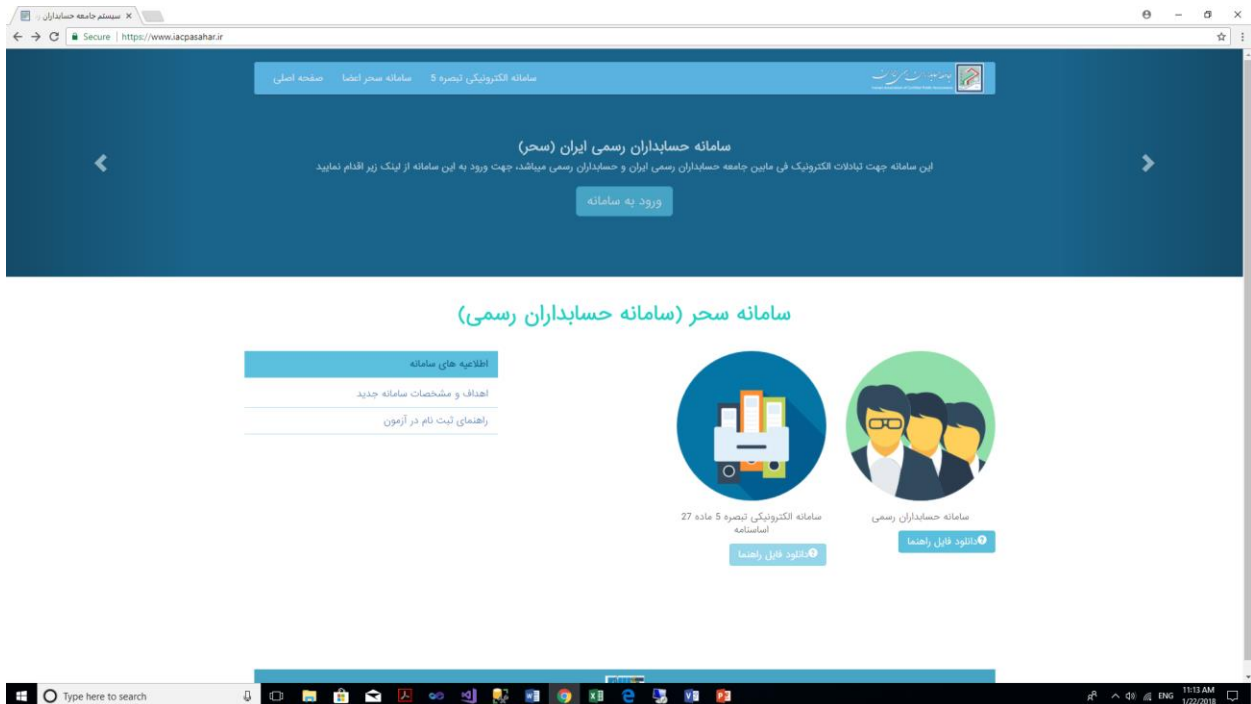 سیستم جامعه حسابداران
Secure | https://www.iacpasahar.ir
صفحه اصلی
سامانه سحر اعضا
سامانه الکترونیکی تبصره 5
سامانه حسابداران رسمی ایران (سحر)
این سامانه جهت تبادلات الکترونیک فی مابین جامعه حسابداران رسمی ایران و حسابداران رسمی میباشد، جهت ورود به این سامانه از لینک زیر اقدام نمایید
ورود به سامانه
سامانه سحر (سامانه حسابداران رسمی)
سامانه حسابداران رسمی
دانلود فایل راهنما
سامانه الکترونیکی تبصره 5 ماده 27
اساسنامه
دانلود فایل راهنما
اطلاعیه های سامانه
اهداف و مشخصات سامانه جدید
راهنمای ثبت نام در آزمون
Type here to search
ENG
11:13 AM
1/22/2018